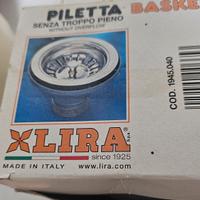 PILETTA BASKE
SENZA TROPPO PIENO
WITHOUT OVERFLOW
COD. 1945.040
LIRA
since 1925
MADE IN ITALY www.lira.com